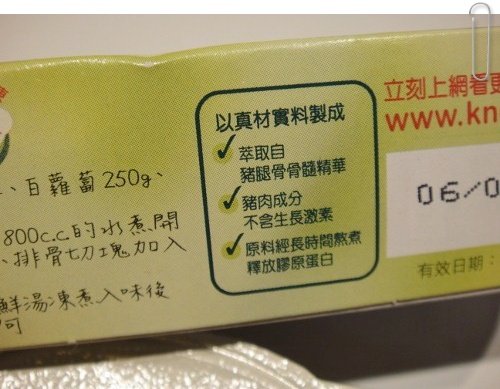 、白蘿蔔250g、
800c.c.的水煮開
、排骨切塊加入
鮮湯凍煮入味後
即可
以真材實料製成
萃取自
豬腿骨骨髓精華
豬肉成分
不含生長激素
原料經長時間熬煮
釋放膠原蛋白
立刻上網看更
www.kn
06/0
有效日期: